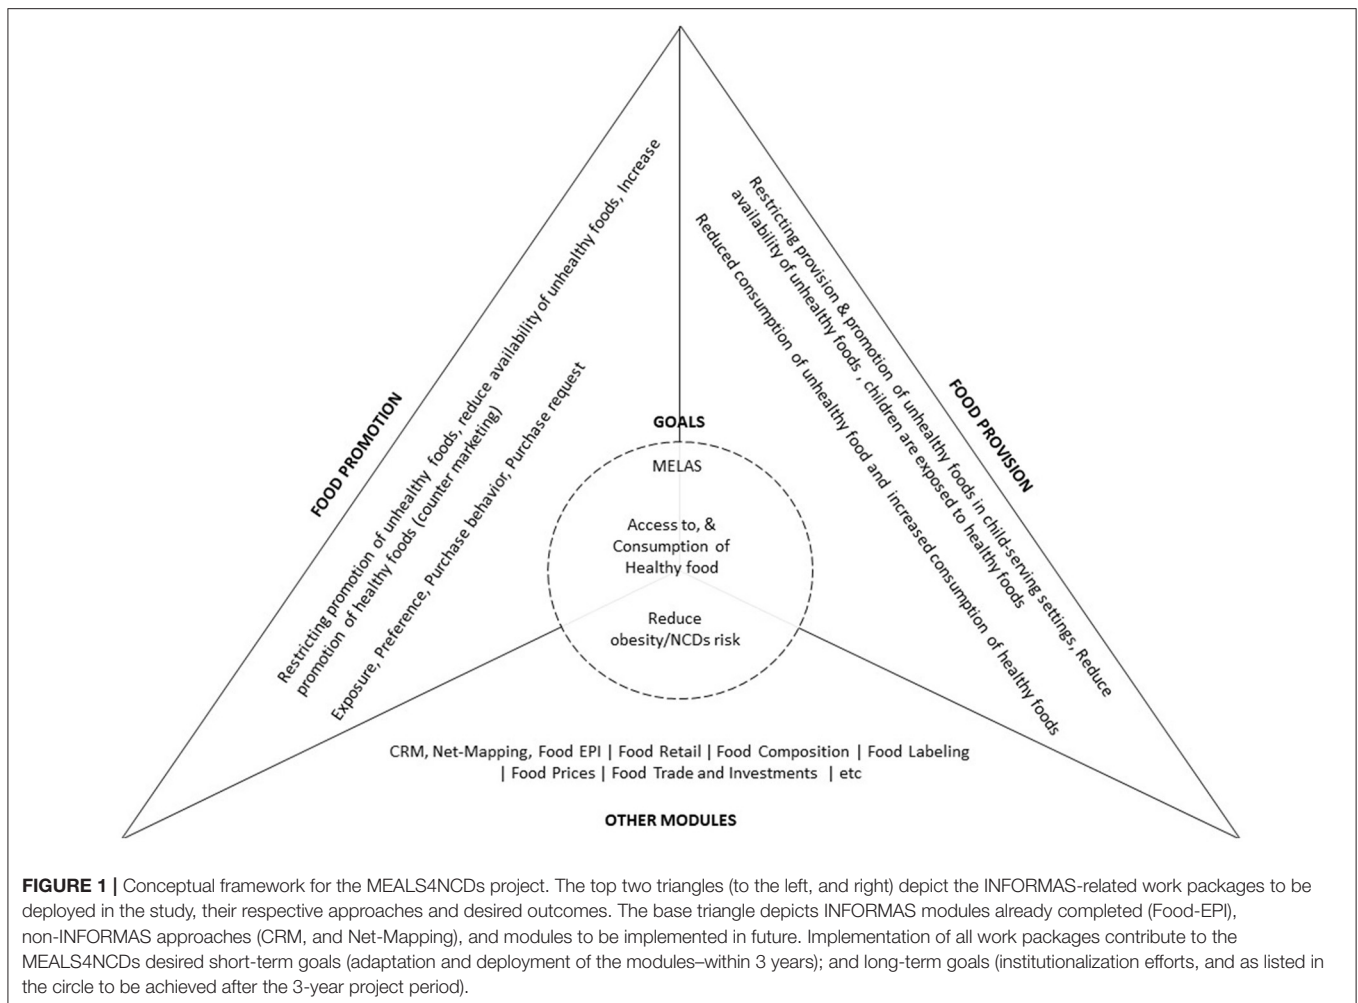 FOOD PROMOTION
Restricting promotion of unhealthy foods, reduce availability of unhealthy foods, Increase
promotion of healthy foods (counter marketing)
Exposure, Preference, Purchase behavior, Purchase request
FOOD PROVISION
Restricting provision & promotion of unhealthy foods in child-serving settings, Reduce
availability of unhealthy foods , children are exposed to healthy foods
Reduced consumption of unhealthy food and increased consumption of healthy foods
GOALS
MELAS
Access to, &
Consumption of
Healthy food
Reduce
obesity/NCDs risk
CRM, Net-Mapping, Food EPI | Food Retail | Food Composition | Food Labeling
| Food Prices | Food Trade and Investments | etc
OTHER MODULES
FIGURE 1 | Conceptual framework for the MEALS4NCDs project. The top two triangles (to the left, and right) depict the INFORMAS-related work packages to be
deployed in the study, their respective approaches and desired outcomes. The base triangle depicts INFORMAS modules already completed (Food-EPI),
non-INFORMAS approaches (CRM, and Net-Mapping), and modules to be implemented in future. Implementation of all work packages contribute to the
MEALS4NCDs desired short-term goals (adaptation and deployment of the modules–within 3 years); and long-term goals (institutionalization efforts, and as listed in
the circle to be achieved after the 3-year project period).